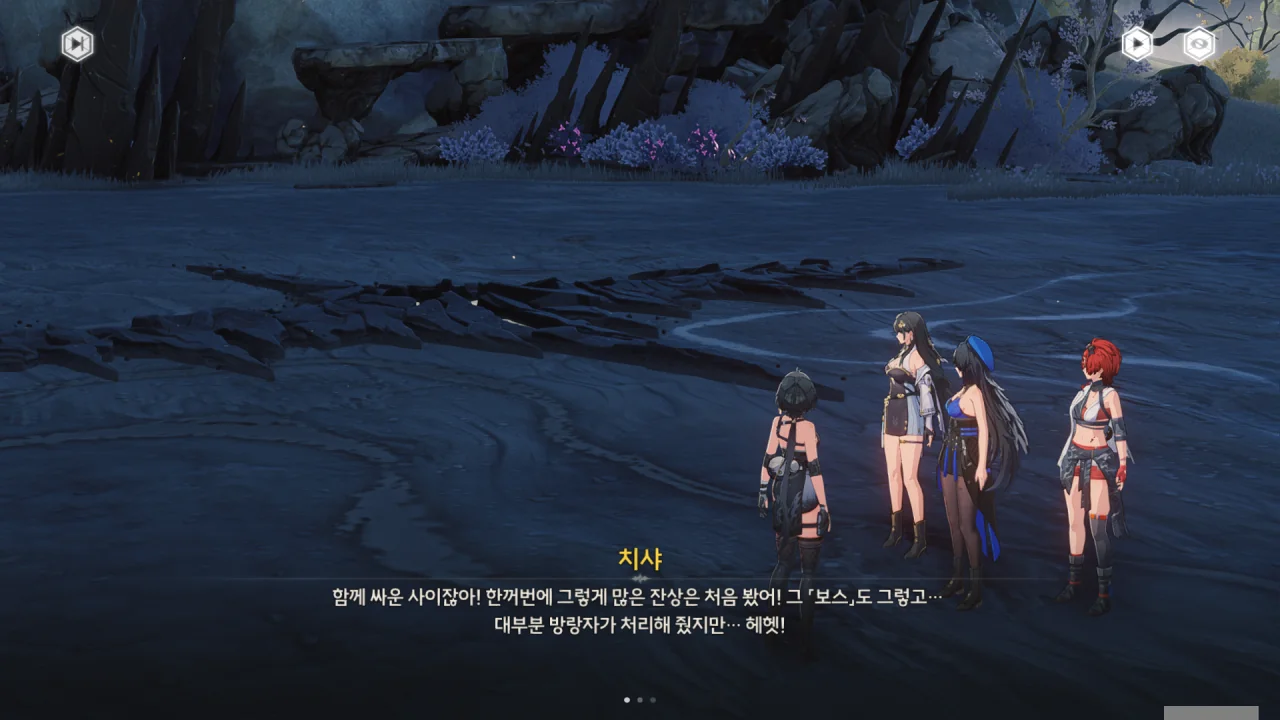 치샤
함께 싸운 사이잖아! 한꺼번에 그렇게 많은 잔상은 처음 봤어! 그 「보스」도 그렇고…
대부분 방랑자가 처리해 줬지만… 헤헷!